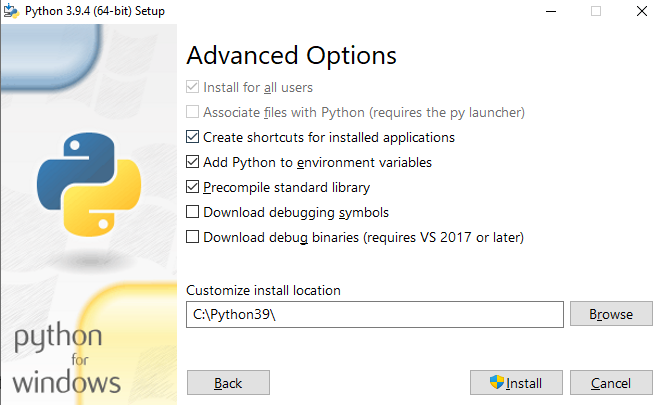 Python 3.9.4 (64-bit) Setup
Advanced Options
Install for all users
Associate files with Python (requires the py launcher)
Create shortcuts for installed applications
Add Python to environment variables
Precompile standard library
Download debugging symbols
Download debug binaries (requires VS 2017 or later)
Customize install location
C:\Python39\
Browse
python
for
windows
Back
Install
Cancel